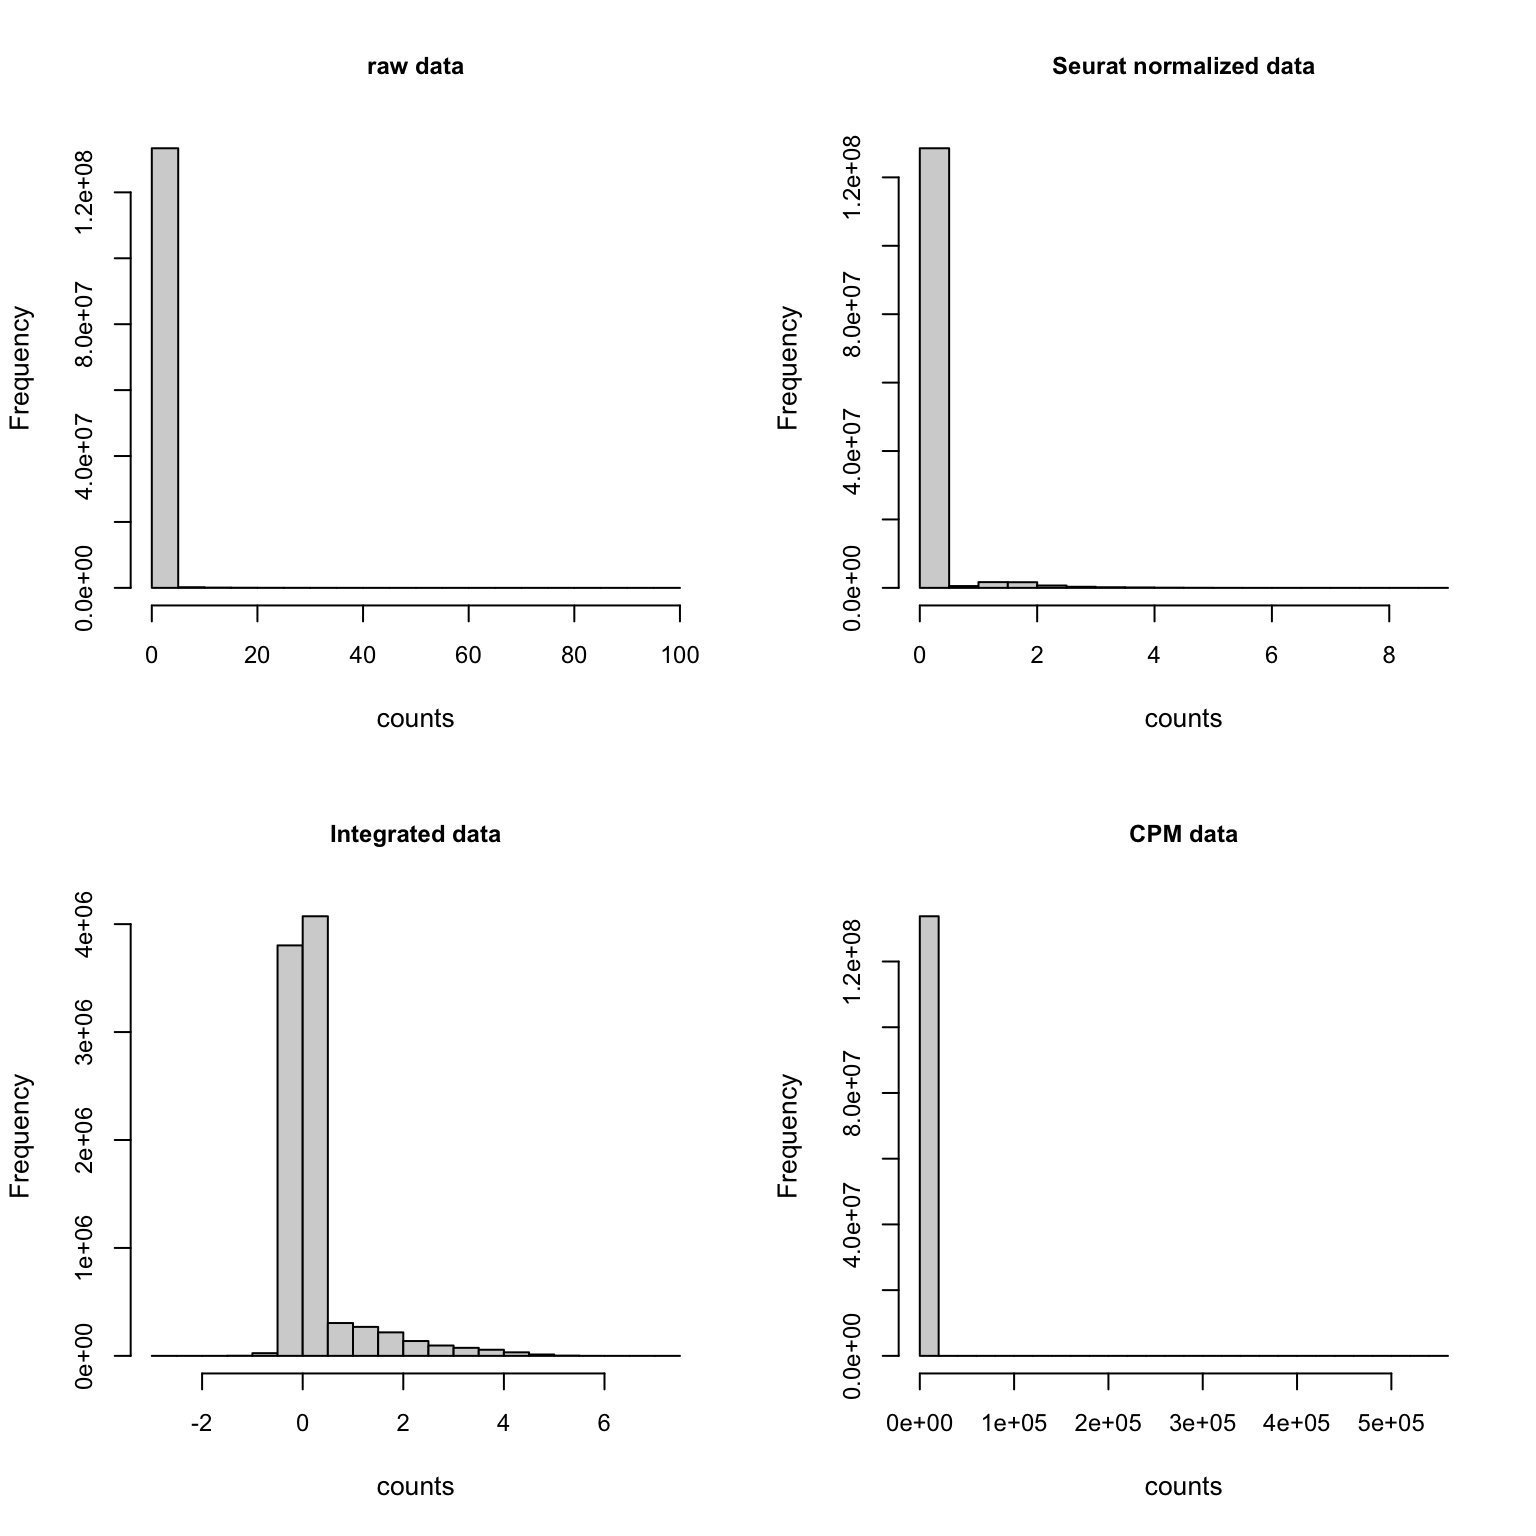 raw data
Frequency
0.0e+00 4.0e+07 8.0e+07 1.2e+08
0 20 40 60 80 100
counts
Seurat normalized data
Frequency
0.0e+00 4.0e+07 8.0e+07 1.2e+08
0 2 4 6 8
counts
Integrated data
Frequency
0e+00 1e+06 2e+06 3e+06 4e+06
-2 0 2 4 6
counts
CPM data
Frequency
0.0e+00 4.0e+07 8.0e+07 1.2e+08
0e+00 1e+05 2e+05 3e+05 4e+05 5e+05
counts